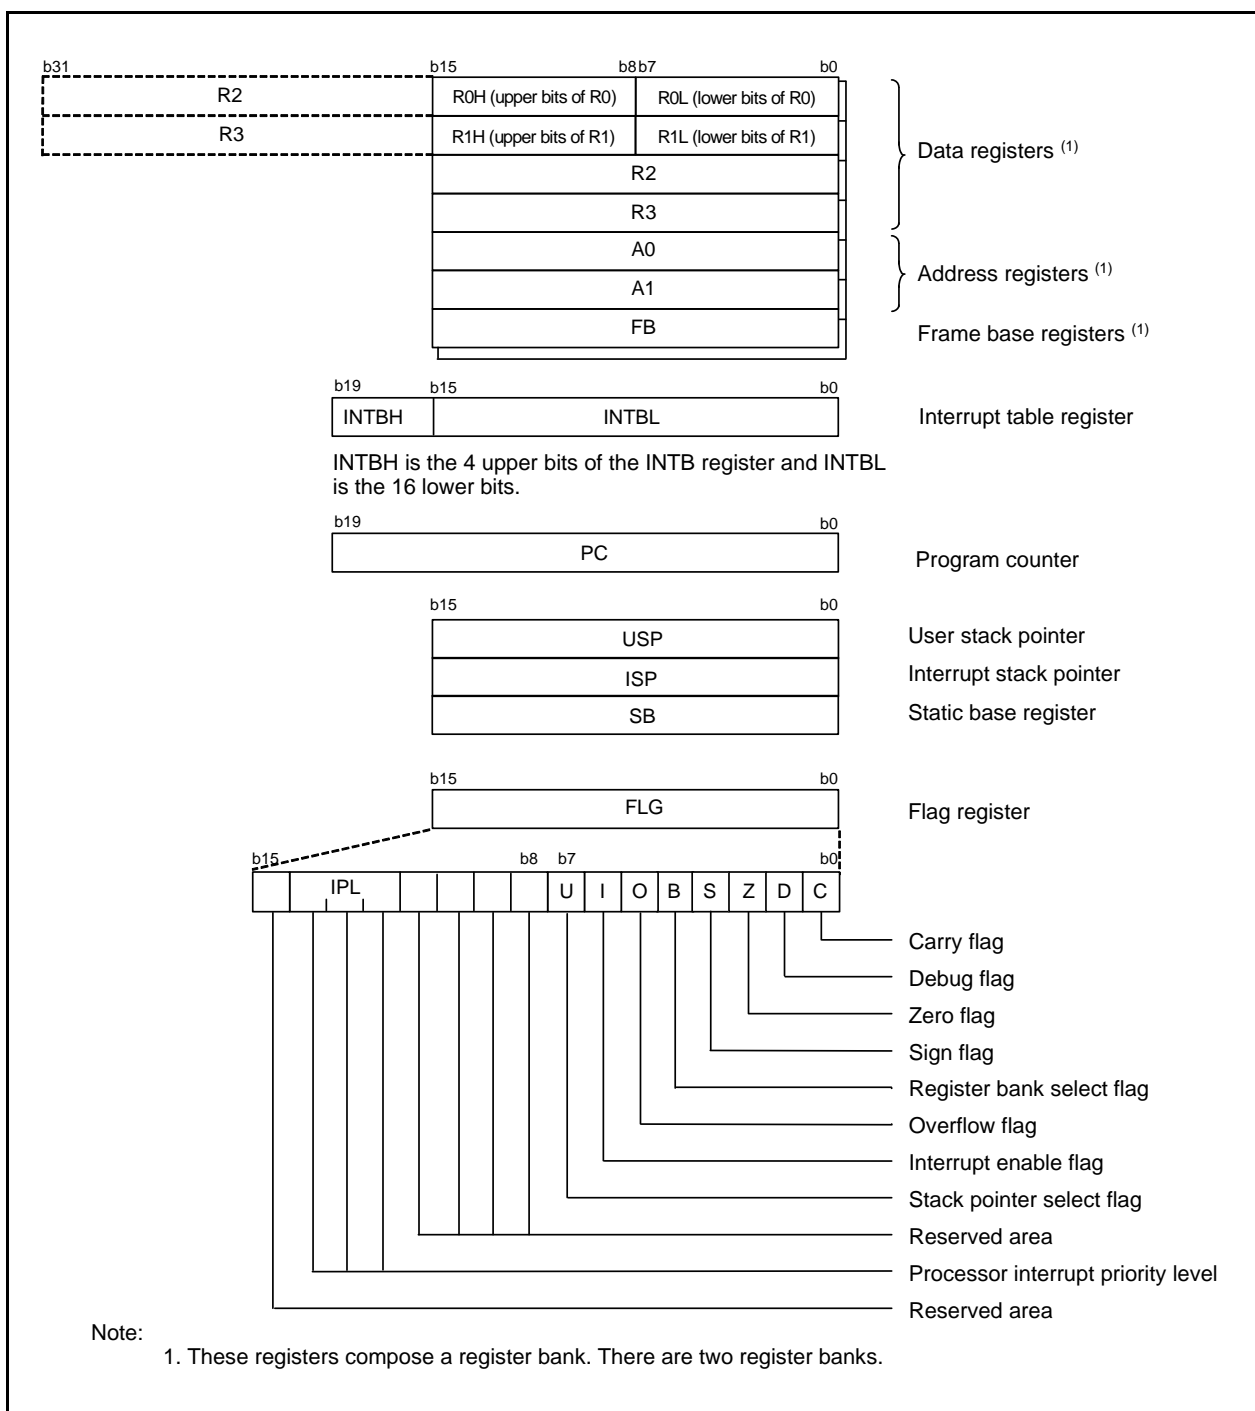 b31 b15 b8b7 b0
R2 R0H (upper bits of R0) R0L (lower bits of R0)
R3 R1H (upper bits of R1) R1L (lower bits of R1)
Data registers (1)
R2
R3
A0
Address registers (1)
A1
FB
Frame base registers (1)
b19 b15 b0
INTBH INTBL Interrupt table register
INTBH is the 4 upper bits of the INTB register and INTBL
is the 16 lower bits.
b19 b0
PC Program counter
b15 b0
USP User stack pointer
ISP Interrupt stack pointer
SB Static base register
b15 b0
FLG Flag register
b15 b8 b7 b0
IPL U I O B S Z D C
Carry flag
Debug flag
Zero flag
Sign flag
Register bank select flag
Overflow flag
Interrupt enable flag
Stack pointer select flag
Reserved area
Processor interrupt priority level
Reserved area
Note:
1. These registers compose a register bank. There are two register banks.